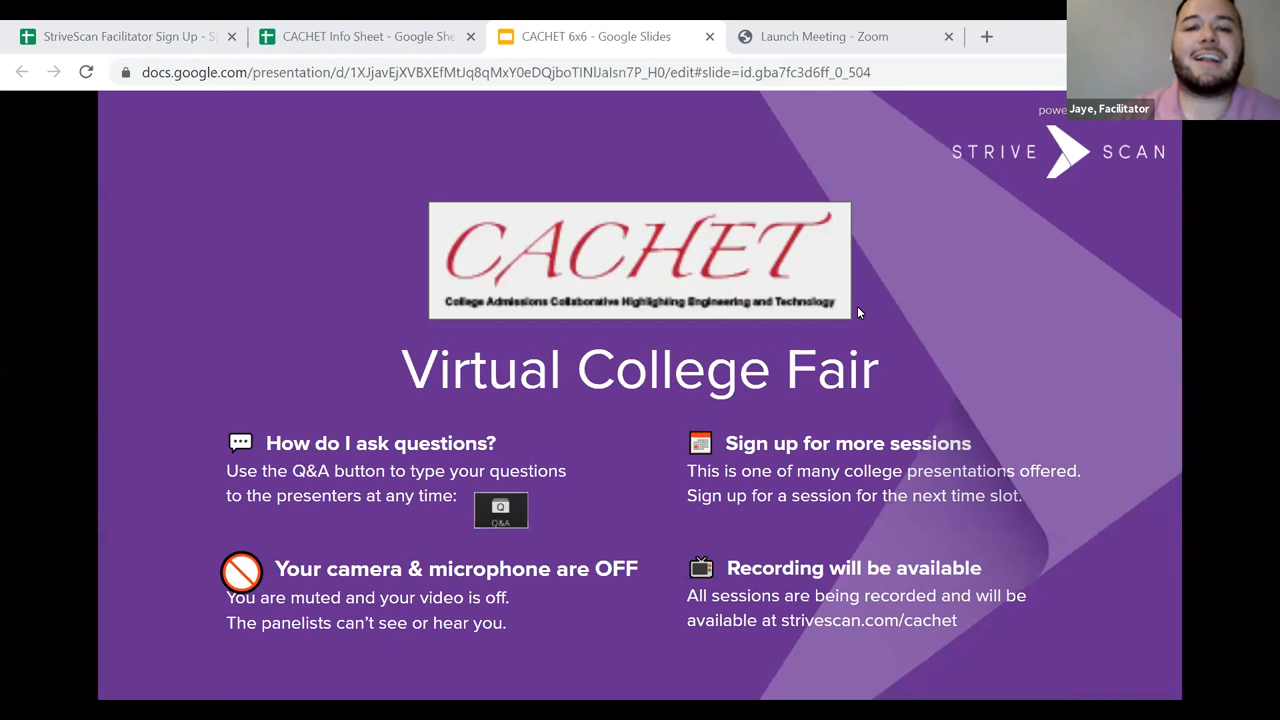 StriveScan Facilitator Sign Up - S
CACHET Info Sheet - Google She
CACHET 6x6 - Google Slides
Launch Meeting - Zoom
docs.google.com/presentation/d/1XJjavEjXVBXEfMtJq8qMxY0eDQjboTINlJaIsn7P_H0/edit#slide=id.gba7fc3d6ff_0_504
Jaye, Facilitator
powe
STRIVE SCAN
CACHET
College Admissions Collaborative Highlighting Engineering and Technology
Virtual College Fair
How do I ask questions?
Use the Q&A button to type your questions
to the presenters at any time:
Q&A
Your camera & microphone are OFF
You are muted and your video is off.
The panelists can't see or hear you.
Sign up for more sessions
This is one of many college presentations offered.
Sign up for a session for the next time slot.
Recording will be available
All sessions are being recorded and will be
available at strivescan.com/cachet